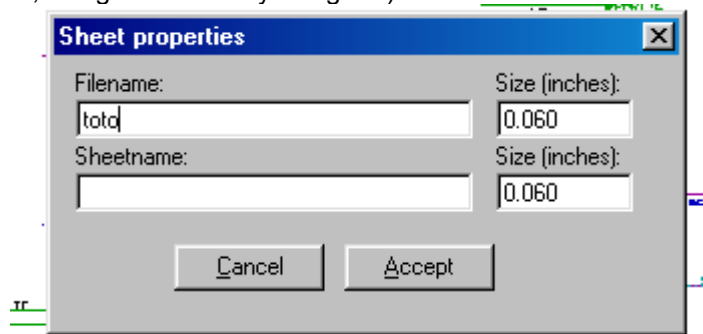 Sheet properties
Filename: Size (inches):
toto 0.060
Sheetname: Size (inches):
0.060
Cancel Accept